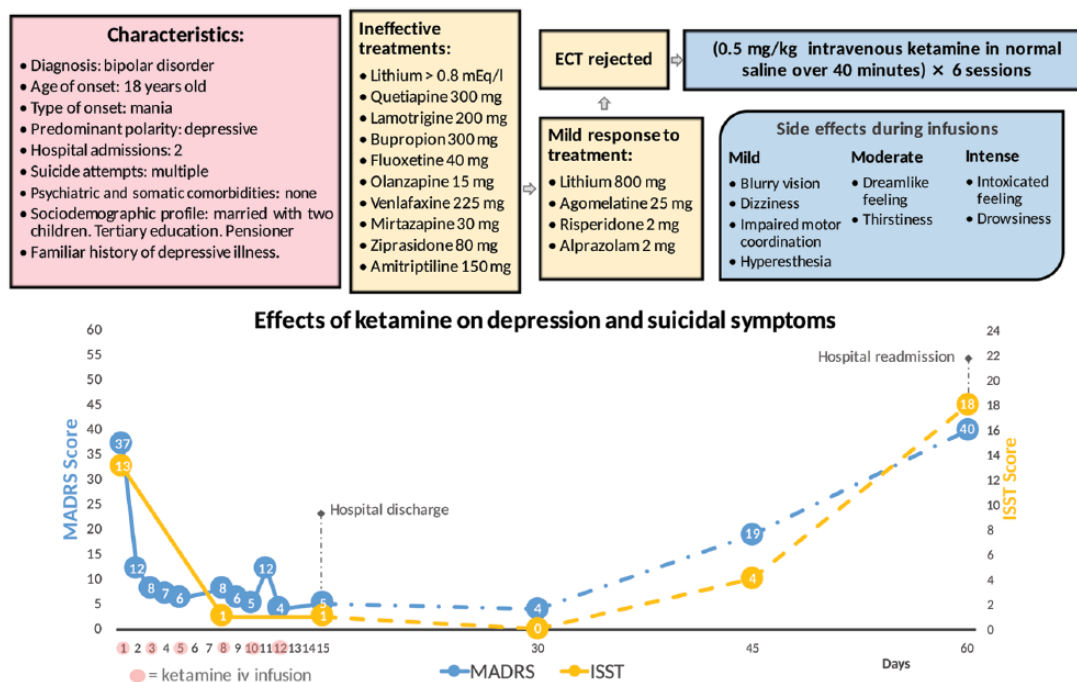 Characteristics:
• Diagnosis: bipolar disorder
• Age of onset: 18 years old
• Type of onset: mania
• Predominant polarity: depressive
• Hospital admissions: 2
• Suicide attempts: multiple
• Psychiatric and somatic comorbidities: none
• Sociodemographic profile: married with two
children. Tertiary education. Pensioner
• Familiar history of depressive illness.
Ineffective
treatments:
• Lithium > 0.8 mEq/l
• Quetiapine 300 mg
• Lamotrigine 200 mg
• Bupropion 300 mg
• Fluoxetine 40 mg
• Olanzapine 15 mg
• Venlafaxine 225 mg
• Mirtazapine 30 mg
• Ziprasidone 80 mg
• Amitriptiline 150 mg
ECT rejected
Mild response to
treatment:
• Lithium 800 mg
• Agomelatine 25 mg
• Risperidone 2 mg
• Alprazolam 2 mg
(0.5 mg/kg intravenous ketamine in normal
saline over 40 minutes) × 6 sessions
Side effects during infusions
Mild
• Blurry vision
• Dizziness
• Impaired motor
coordination
• Hyperesthesia
Moderate
• Dreamlike
feeling
• Thirstiness
Intense
• Intoxicated
feeling
• Drowsiness
Effects of ketamine on depression and suicidal symptoms
MADRS Score
60
55
50
45
40
35
30
25
20
15
10
5
0
37
12
8
7
6
8
6
5
12
4
5
4
19
40
13
1
1
0
4
18
Hospital discharge
Hospital readmission
24
22
20
18
16
14
12
10
8
6
4
2
0
ISST Score
1 2 3 4 5 6 7 8 9 10 11 12 13 14 15 30 45 60
Days
= ketamine iv infusion
MADRS ISST